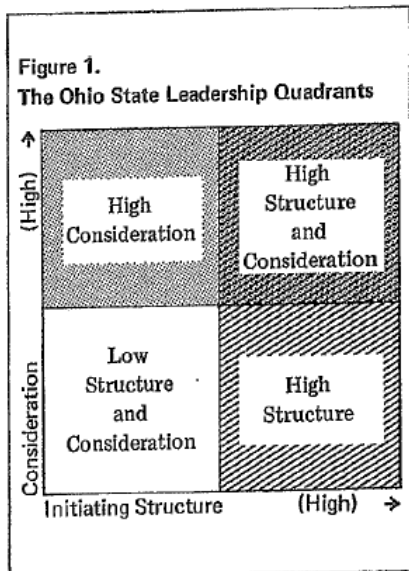 Figure 1.
The Ohio State Leadership Quadrants
(High)
High
Consideration
High
Structure
and
Consideration
Consideration
Low
Structure
and
Consideration
High
Structure
Initiating Structure (High)